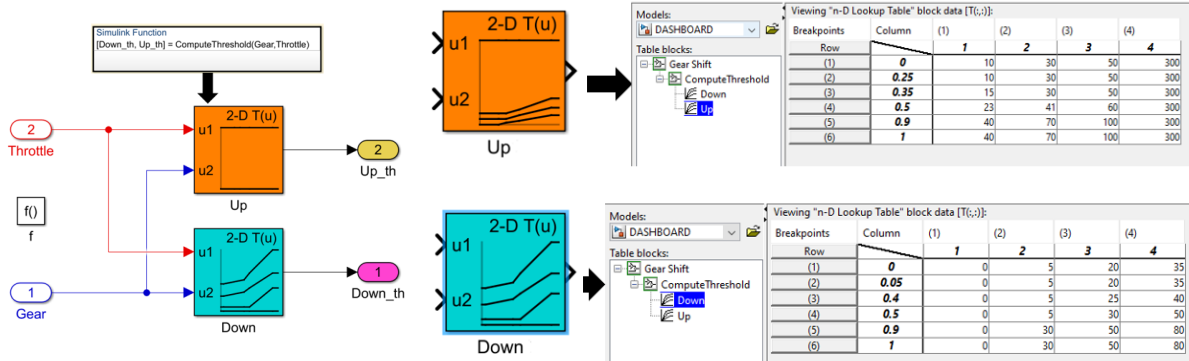 Simulink Function
[Down_th, Up_th] = ComputeThreshold(Gear,Throttle)
2
Throttle
2-D T(u)
u1
u2
Up
2
Up_th
f()
f
2-D T(u)
u1
u2
Down
1
Gear
1
Down_th
2-D T(u)
u1
u2
Up
Models:
DASHBOARD
Table blocks:
Gear Shift
ComputeThreshold
Down
Up
Viewing "n-D Lookup Table" block data [T(:,:)]:
Breakpoints Column (1) (2) (3) (4)
Row 1 2 3 4
(1) 0 10 30 50 300
(2) 0.25 10 30 50 300
(3) 0.35 15 30 50 300
(4) 0.5 23 41 60 300
(5) 0.9 40 70 100 300
(6) 1 40 70 100 300
2-D T(u)
u1
u2
Down
Models:
DASHBOARD
Table blocks:
Gear Shift
ComputeThreshold
Down
Up
Viewing "n-D Lookup Table" block data [T(:,:)]:
Breakpoints Column (1) (2) (3) (4)
Row 1 2 3 4
(1) 0 0 5 20 35
(2) 0.05 0 5 20 35
(3) 0.4 0 5 25 40
(4) 0.5 0 5 30 50
(5) 0.9 0 30 50 80
(6) 1 0 30 50 80